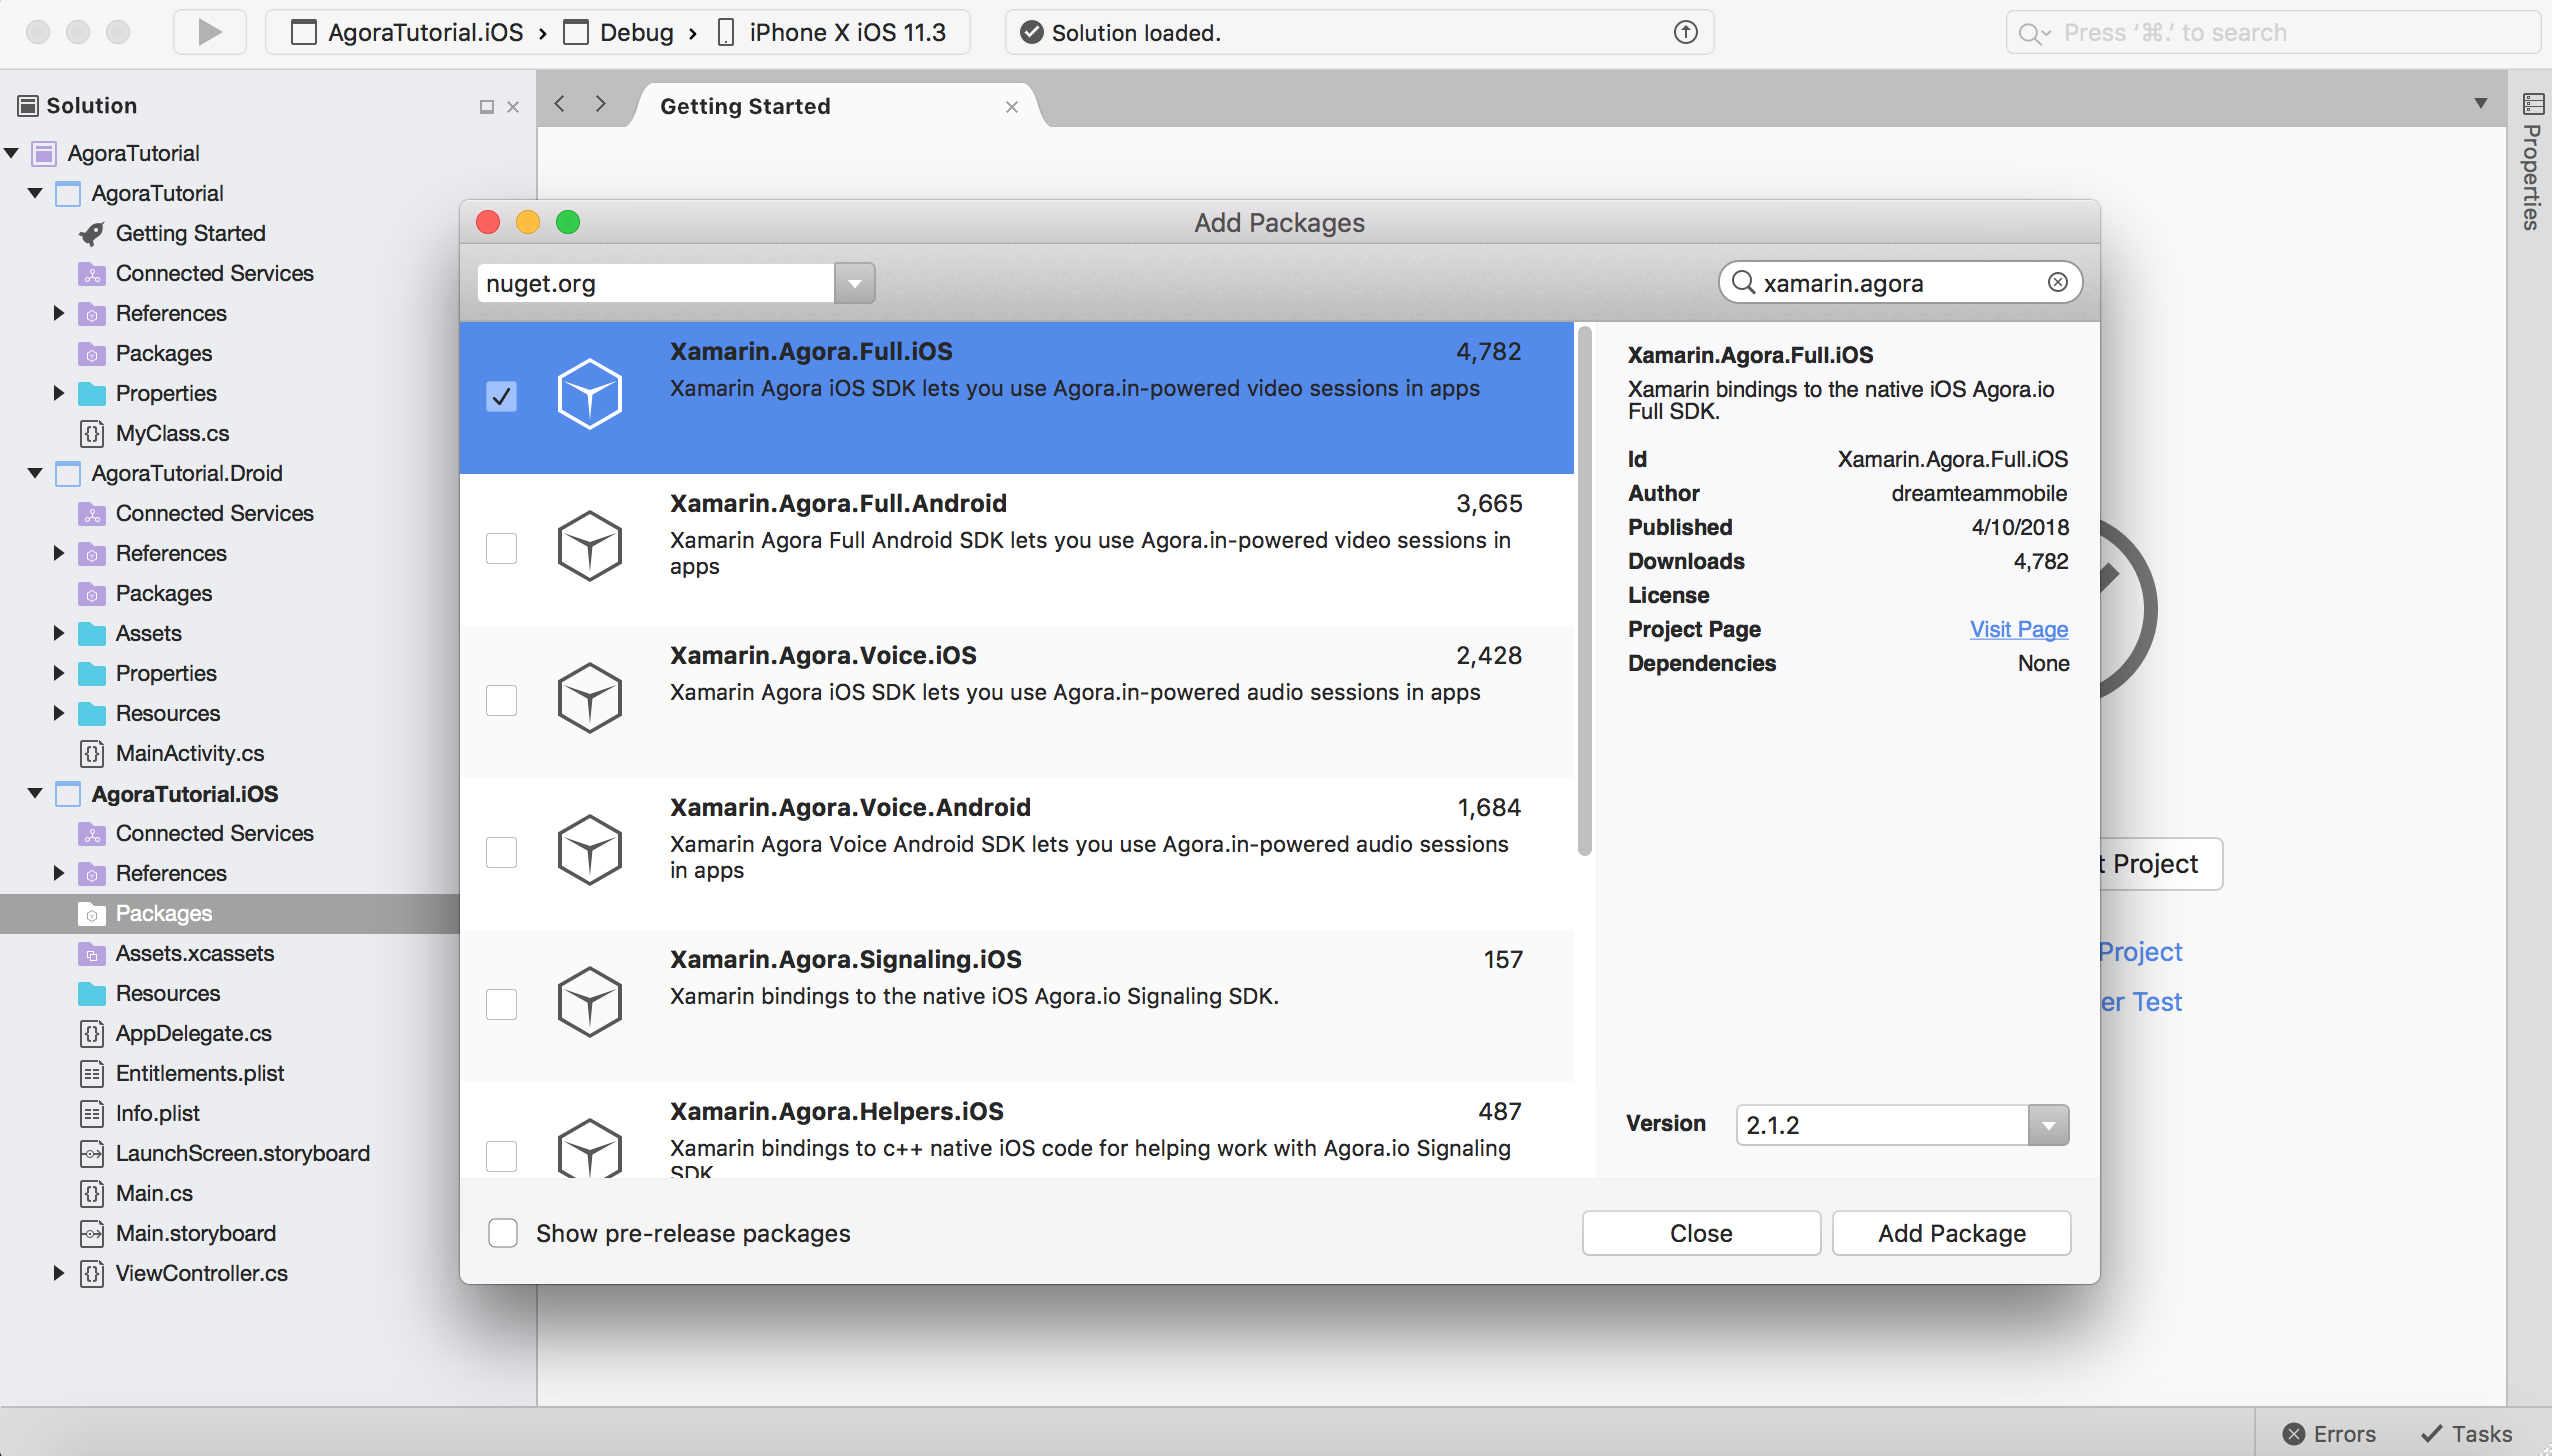 AgoraTutorial.iOS › Debug › iPhone X iOS 11.3
Solution loaded.
Press ‘⌘.’ to search
Solution
Getting Started
Properties
AgoraTutorial
AgoraTutorial
Getting Started
Connected Services
References
Packages
Properties
MyClass.cs
AgoraTutorial.Droid
Connected Services
References
Packages
Assets
Properties
Resources
MainActivity.cs
AgoraTutorial.iOS
Connected Services
References
Packages
Assets.xcassets
Resources
AppDelegate.cs
Entitlements.plist
Info.plist
LaunchScreen.storyboard
Main.cs
Main.storyboard
ViewController.cs
Add Packages
nuget.org
xamarin.agora
Xamarin.Agora.Full.iOS 4,782
Xamarin Agora iOS SDK lets you use Agora.in-powered video sessions in apps
Xamarin.Agora.Full.Android 3,665
Xamarin Agora Full Android SDK lets you use Agora.in-powered video sessions in
apps
Xamarin.Agora.Voice.iOS 2,428
Xamarin Agora iOS SDK lets you use Agora.in-powered audio sessions in apps
Xamarin.Agora.Voice.Android 1,684
Xamarin Agora Voice Android SDK lets you use Agora.in-powered audio sessions
in apps
Xamarin.Agora.Signaling.iOS 157
Xamarin bindings to the native iOS Agora.io Signaling SDK.
Xamarin.Agora.Helpers.iOS 487
Xamarin bindings to c++ native iOS code for helping work with Agora.io Signaling
SDK
Xamarin.Agora.Full.iOS
Xamarin bindings to the native iOS Agora.io
Full SDK.
Id Xamarin.Agora.Full.iOS
Author dreamteammobile
Published 4/10/2018
Downloads 4,782
License
Project Page Visit Page
Dependencies None
Version 2.1.2
Show pre-release packages
Close
Add Package
t Project
Project
er Test
Errors
Tasks